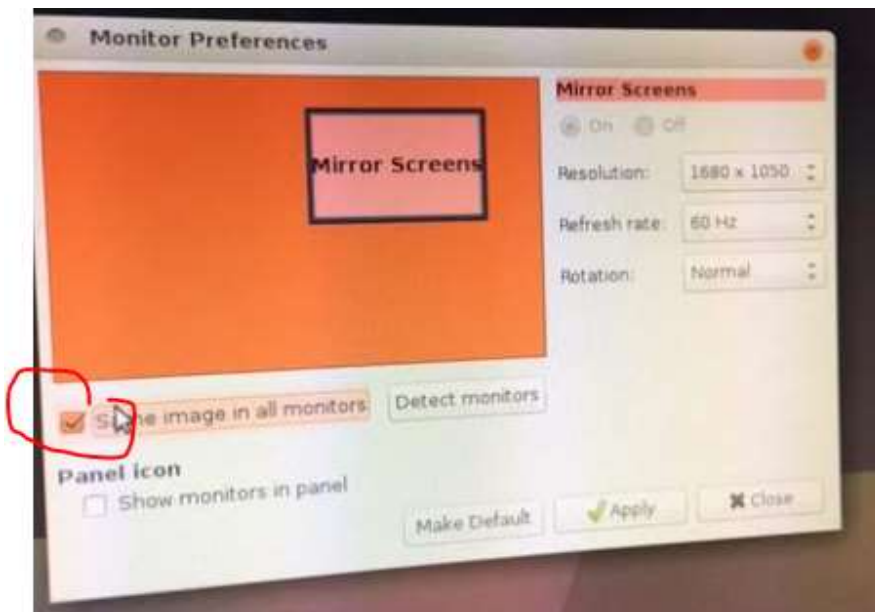 Monitor Preferences
Mirror Screens
Mirror Screens
On Off
Resolution: 1680 x 1050
Refresh rate: 60 Hz
Rotation: Normal
Same image in all monitors
Detect monitors
Panel icon
Show monitors in panel
Make Default
Apply
Close